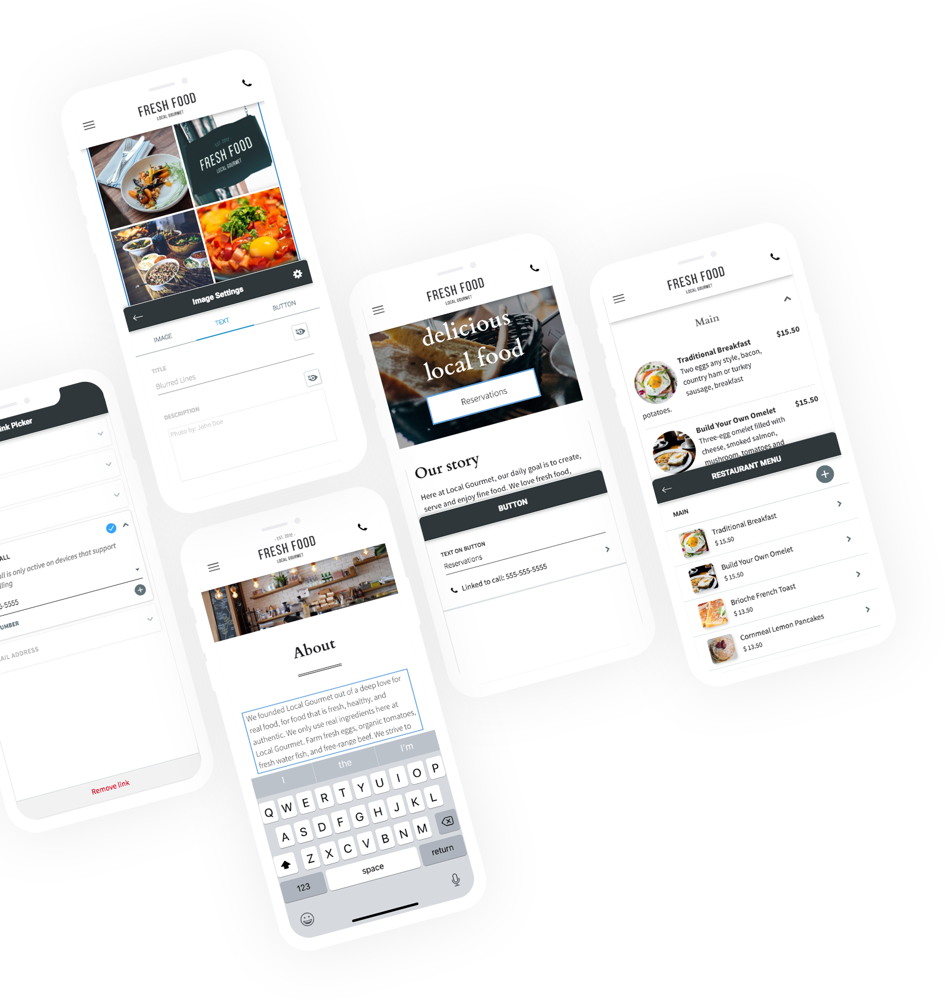 FRESH FOOD
LOCAL GOURMET
- EST. 2012 -
FRESH FOOD
LOCAL GOURMET
Image Settings
IMAGE
TEXT
BUTTON
TITLE
Blurred Lines
DESCRIPTION
Photo by: John Doe
ink Picker
ALL
all is only active on devices that support
lling
5-5555
UMBER
AIL ADDRESS
Remove link
- EST. 2012 -
FRESH FOOD
LOCAL GOURMET
About
We founded Local Gourmet out of a deep love for
real food, for food that is fresh, healthy, and
authentic. We only use real ingredients here at
Local Gourmet. Farm fresh eggs, organic tomatoes,
fresh water fish, and free-range beef. We strive to
I
the
I'm
Q W E R T Y U I O P
A S D F G H J K L
Z X C V B N M
123
space
return
FRESH FOOD
LOCAL GOURMET
delicious
local food
Reservations
Our story
Here at Local Gourmet, our daily goal is to create,
serve and enjoy fine food. We love fresh food,
BUTTON
TEXT ON BUTTON
Reservations
Linked to call: 555-555-5555
FRESH FOOD
LOCAL GOURMET
Main
Traditional Breakfast
$15.50
Two eggs any style, bacon,
country ham or turkey
sausage, breakfast
potatoes.
Build Your Own Omelet
$15.50
Three-egg omelet filled with
cheese, smoked salmon,
mushroom, tomatoes and
RESTAURANT MENU
MAIN
Traditional Breakfast
$ 15.50
Build Your Own Omelet
$ 15.50
Brioche French Toast
$ 13.50
Cornmeal Lemon Pancakes
$ 13.50